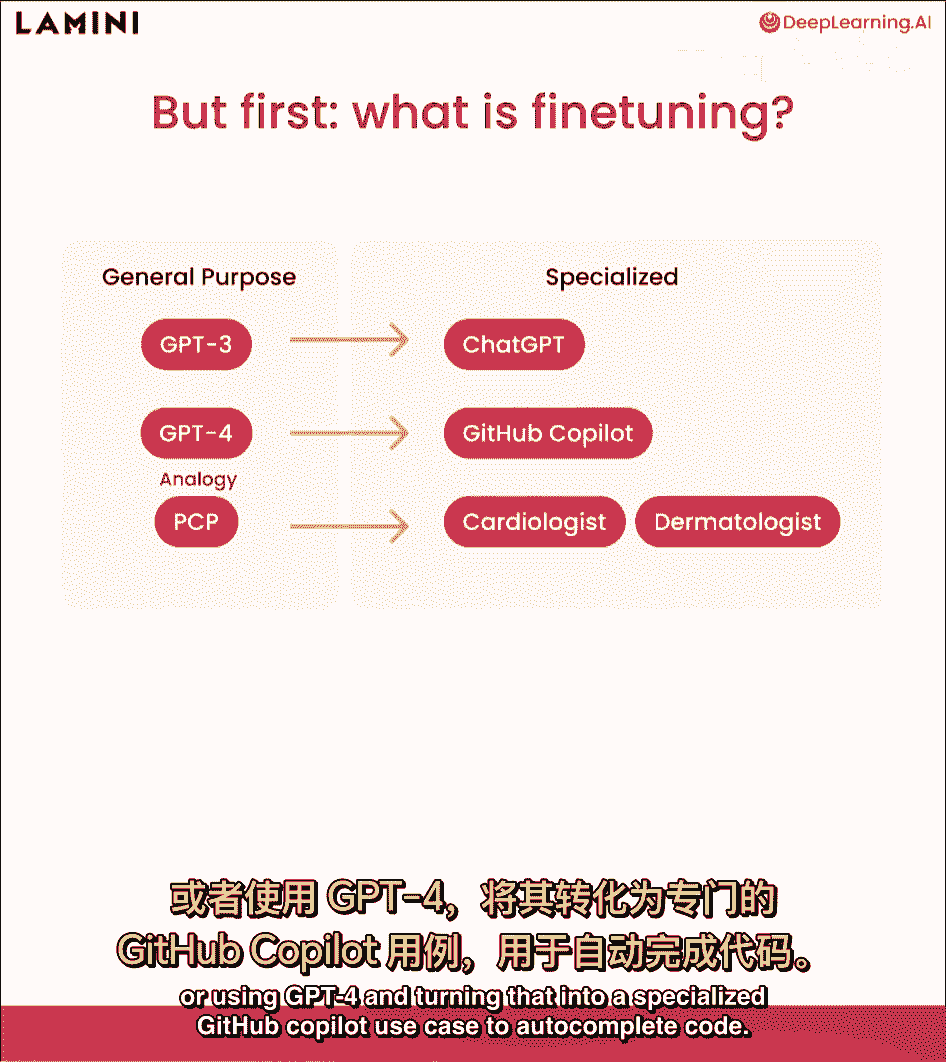 LAMINI
DeepLearning.AI
But first: what is finetuning?
General Purpose
Specialized
GPT-3
ChatGPT
GPT-4
GitHub Copilot
Analogy
PCP
Cardiologist
Dermatologist
或者使用 GPT-4，将其转化为专门的
GitHub Copilot 用例，用于自动完成代码。
or using GPT-4 and turning that into a specialized
GitHub copilot use case to autocomplete code.